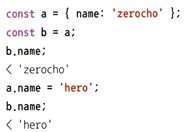 const a = { name: 'zerocho' };
const b = a;
b.name;
< 'zerocho'
a.name = 'hero';
b.name;
< 'hero'